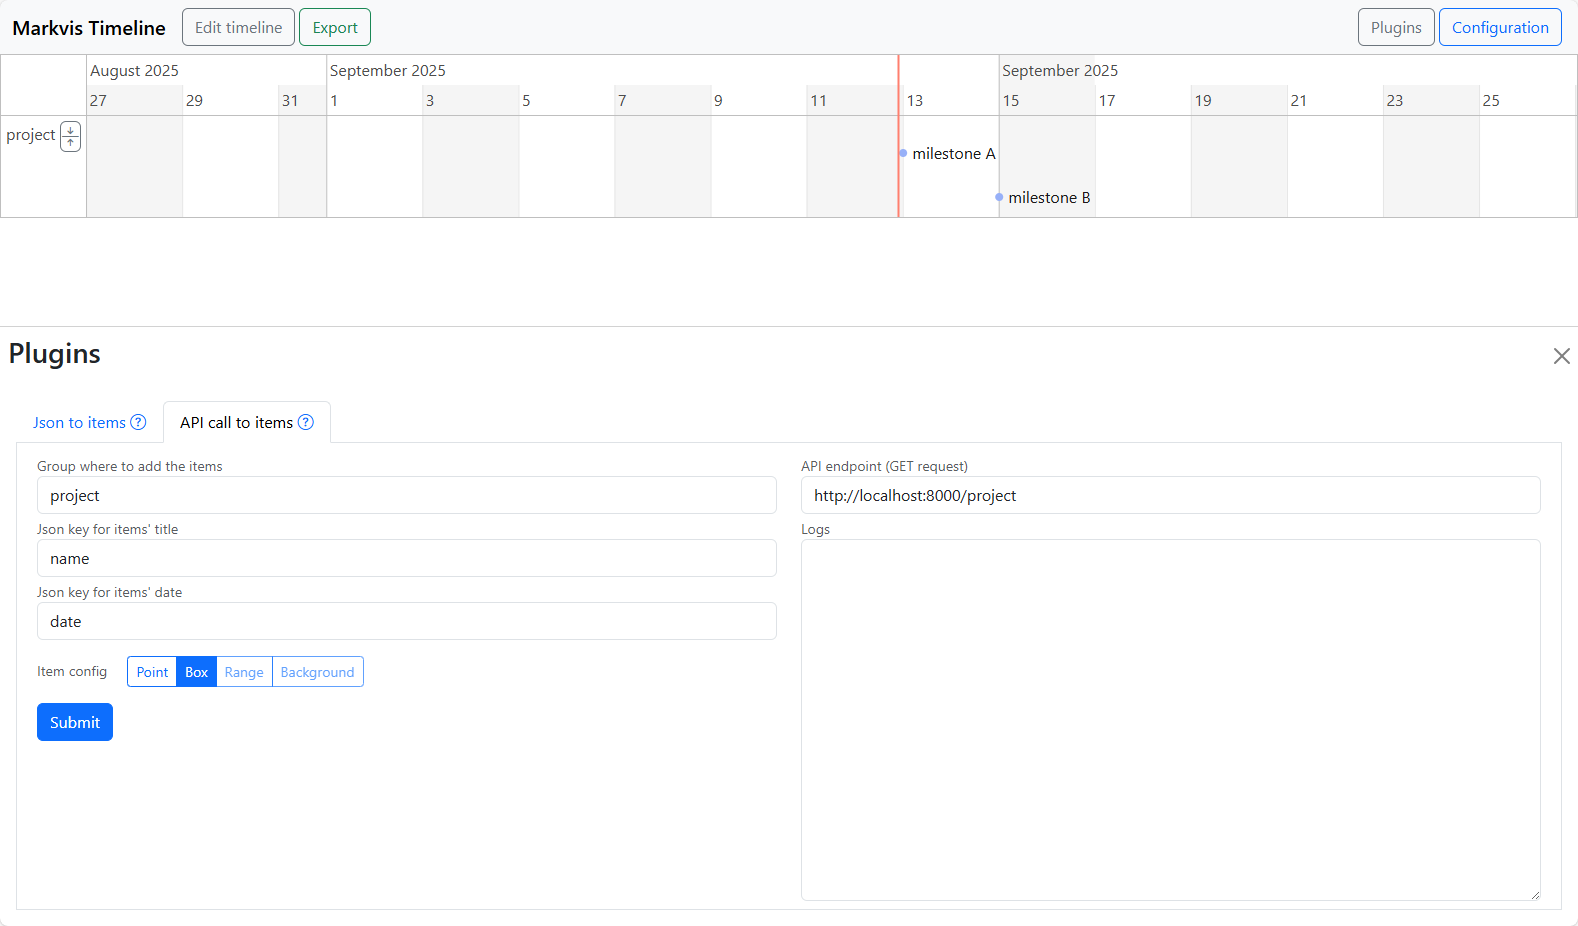 Markvis Timeline Edit timeline Export Plugins Configuration
August 2025 September 2025 September 2025
27 29 31 1 3 5 7 9 11 13 15 17 19 21 23 25
project
milestone A
milestone B
Plugins
Json to items ? API call to items ?
Group where to add the items
project
Json key for items' title
name
Json key for items' date
date
Item config Point Box Range Background
Submit
API endpoint (GET request)
http://localhost:8000/project
Logs